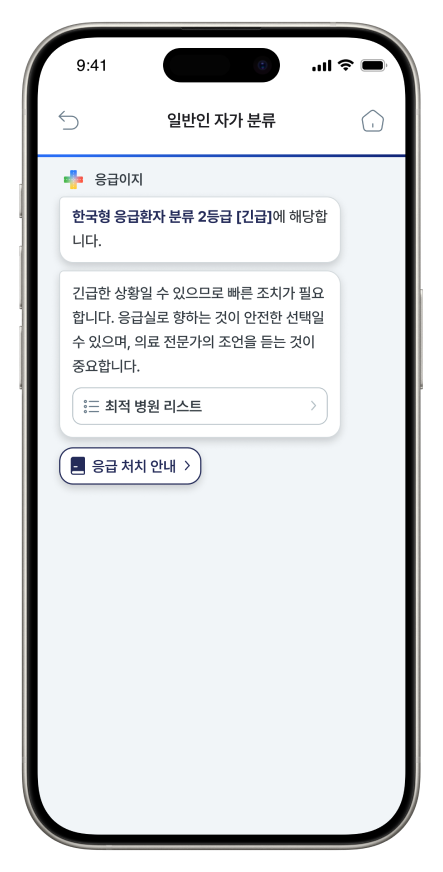 9:41
일반인 자가 분류
응급이지
한국형 응급환자 분류 2등급 [긴급]에 해당합
니다.
긴급한 상황일 수 있으므로 빠른 조치가 필요
합니다. 응급실로 향하는 것이 안전한 선택일
수 있으며, 의료 전문가의 조언을 듣는 것이
중요합니다.
최적 병원 리스트
응급 처치 안내